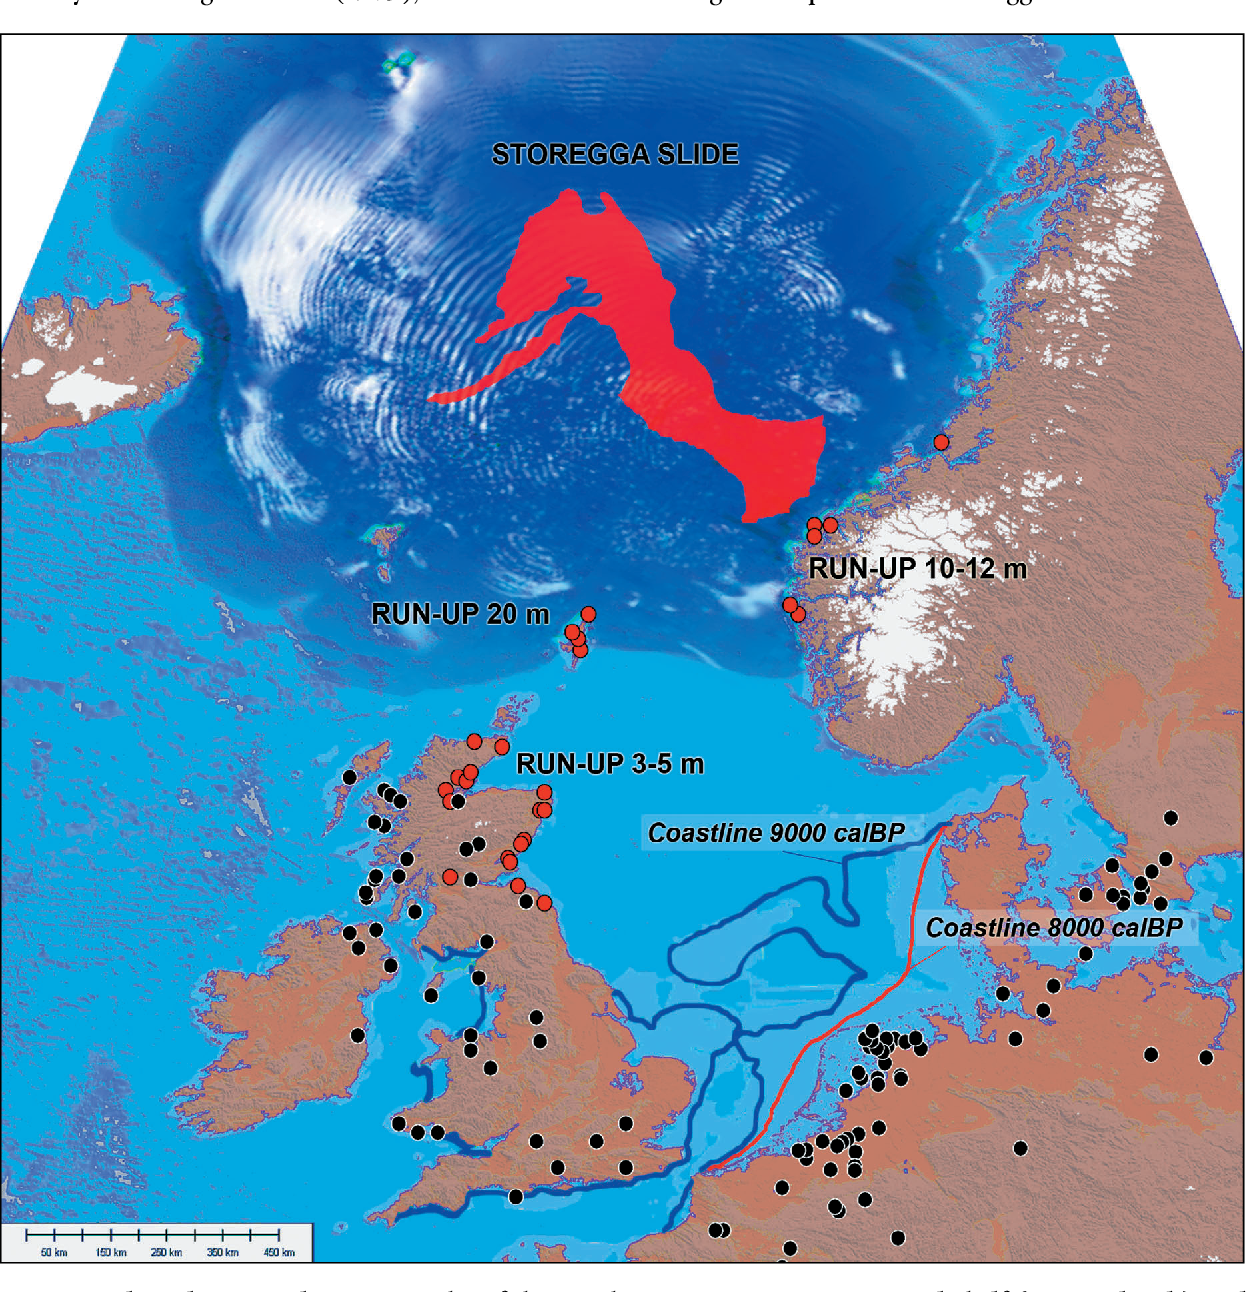 STOREGGA SLIDE
RUN-UP 10-12 m
RUN-UP 20 m
RUN-UP 3-5 m
Coastline 9000 calBP
Coastline 8000 calBP
50 km 150 km 250 km 350 km 450 km